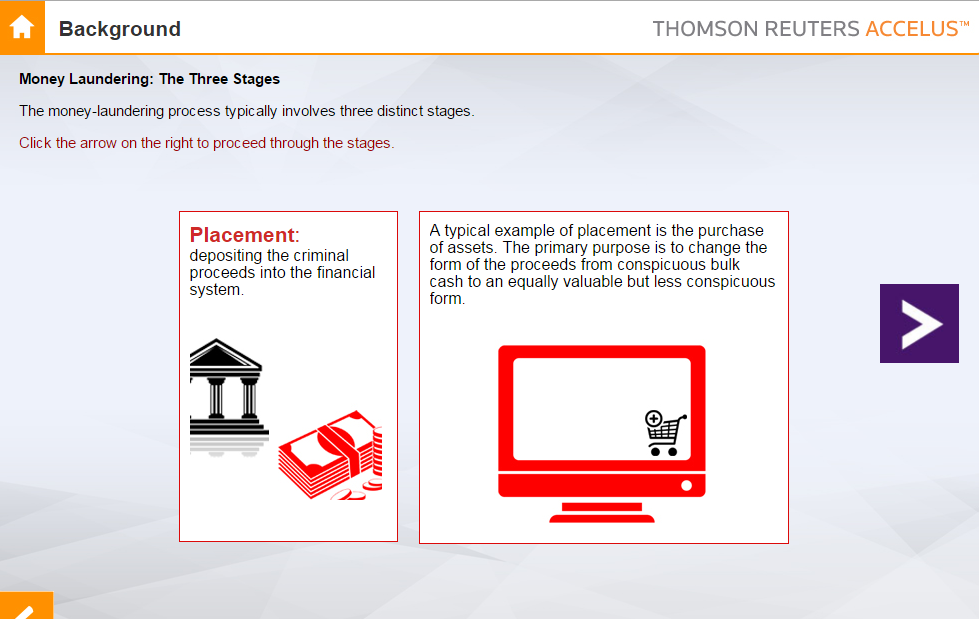 Background
THOMSON REUTERS ACCELUS™
Money Laundering: The Three Stages
The money-laundering process typically involves three distinct stages.
Click the arrow on the right to proceed through the stages.
Placement:
depositing the criminal
proceeds into the financial
system.
A typical example of placement is the purchase
of assets. The primary purpose is to change the
form of the proceeds from conspicuous bulk
cash to an equally valuable but less conspicuous
form.